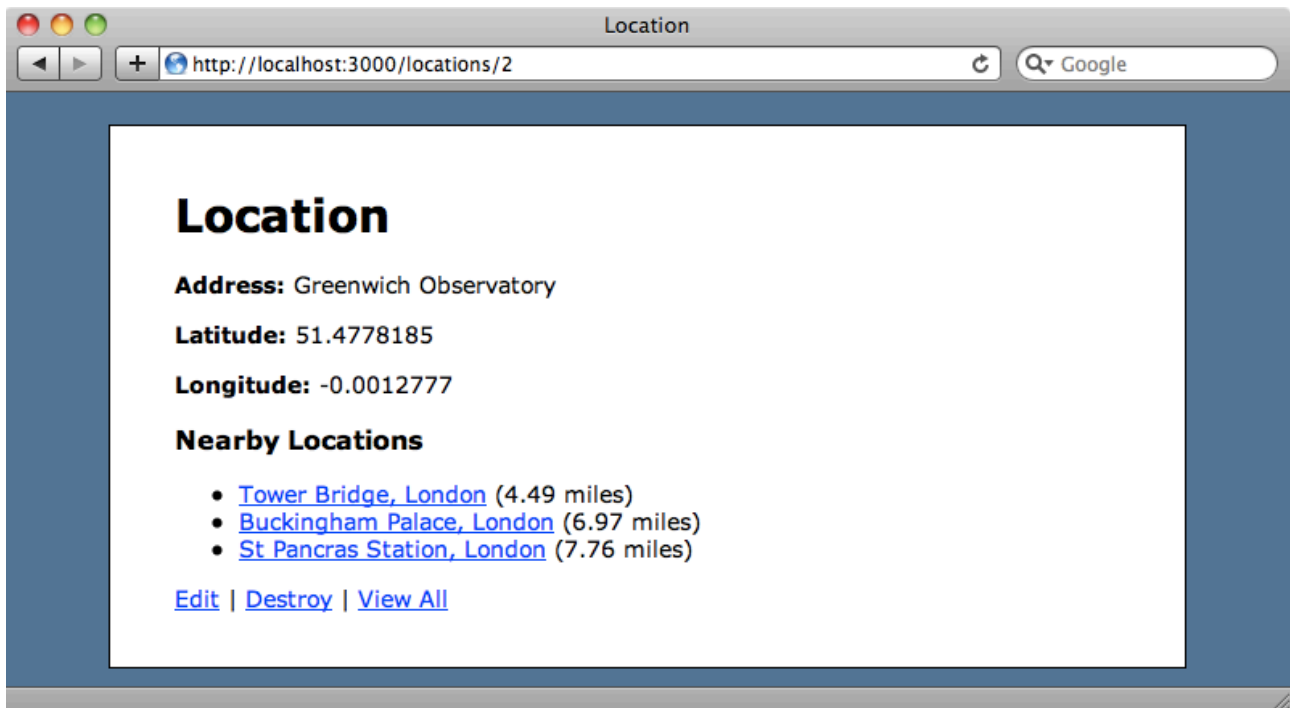 Location
http://localhost:3000/locations/2
Google
Location
Address: Greenwich Observatory
Latitude: 51.4778185
Longitude: -0.0012777
Nearby Locations
Tower Bridge, London (4.49 miles)
Buckingham Palace, London (6.97 miles)
St Pancras Station, London (7.76 miles)
Edit | Destroy | View All